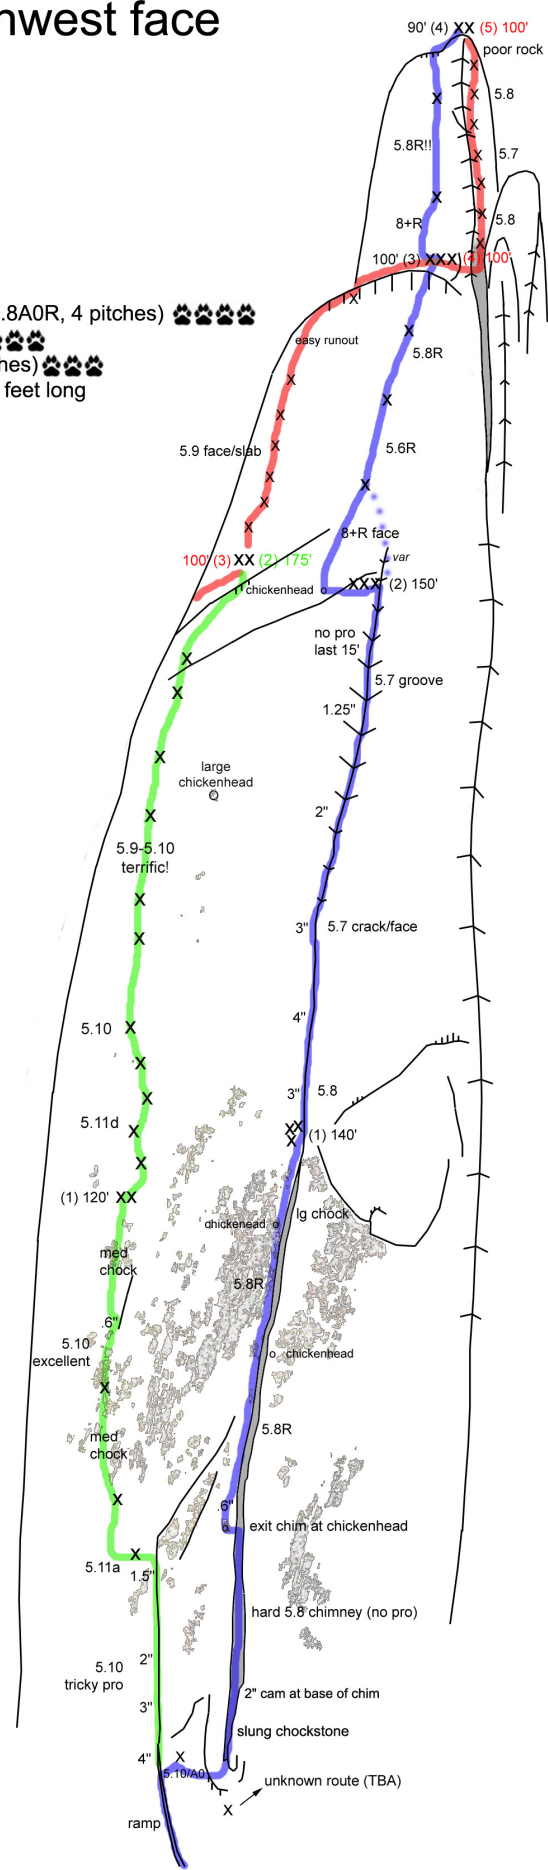 nwest face
90' (4) XX (5) 100'
poor rock
5.8
5.8R!!
5.7
5.8
8+R
100' (3) XXX (4) 100'
.8A0R, 4 pitches)
hes)
feet long
easy runout
5.8R
5.9 face/slab
5.6R
8+R face
var
100' (3) XX (2) 175'
chickenhead
XXX (2) 150'
no pro
last 15'
5.7 groove
1.25"
large
chickenhead
2"
5.9-5.10
terrific!
3"
5.7 crack/face
4"
5.10
3"
5.8
5.11d
XX
X
(1) 140'
(1) 120' XX
lg chock
chickenead
med
chock
5.8R
.6"
5.10
excellent
chickenhead
5.8R
med
chock
.6"
exit chim at chickenhead
5.11a
1.5"
hard 5.8 chimney (no pro)
2"
5.10
tricky pro
2" cam at base of chim
3"
slung chockstone
4"
5.10/A0
unknown route (TBA)
ramp